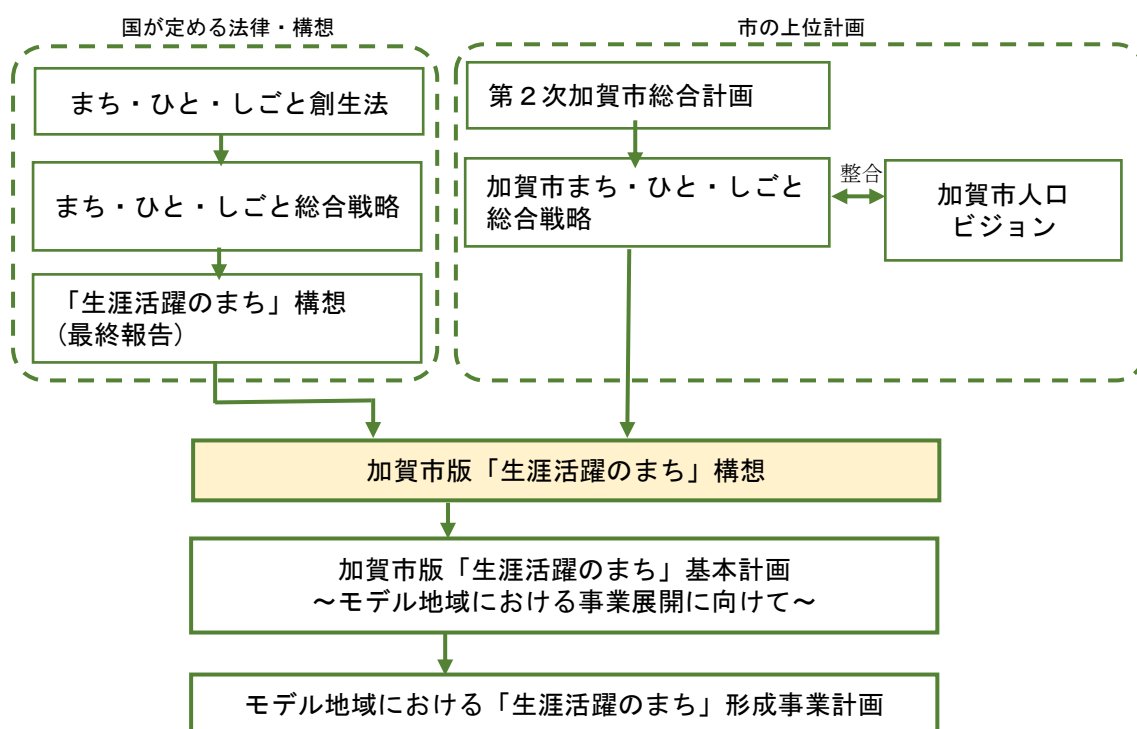 国が定める法律・構想
まち・ひと・しごと創生法
まち・ひと・しごと総合戦略
「生涯活躍のまち」構想
(最終報告)
市の上位計画
第２次加賀市総合計画
加賀市まち・ひと・しごと
総合戦略
整合
加賀市人口
ビジョン
加賀市版「生涯活躍のまち」構想
加賀市版「生涯活躍のまち」基本計画
～モデル地域における事業展開に向けて～
モデル地域における「生涯活躍のまち」形成事業計画